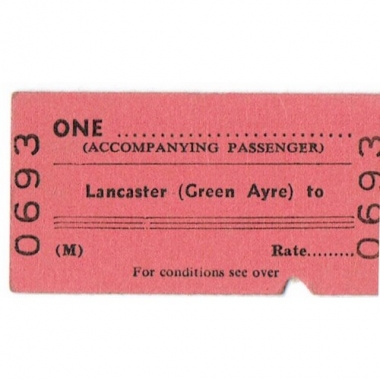 0693
ONE ..............................
(ACCOMPANYING PASSENGER)
Lancaster (Green Ayre) to
(M) Rate.........
For conditions see over
0693